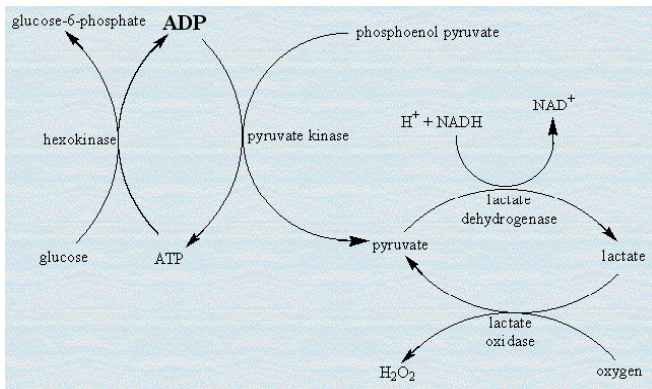 glucose-6-phosphate
ADP
phosphoenol pyruvate
hexokinase
pyruvate kinase
H⁺ + NADH
NAD⁺
lactate
dehydrogenase
glucose
ATP
pyruvate
lactate
lactate
oxidase
H₂O₂
oxygen